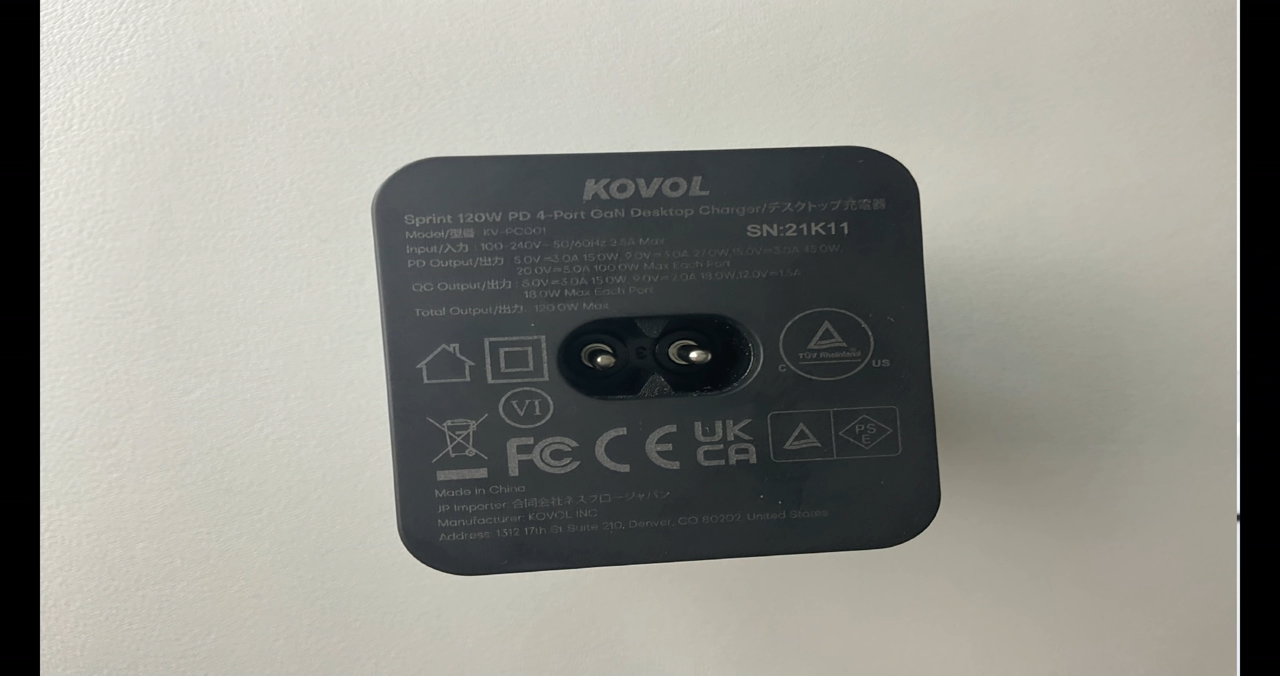 KOVOL
Sprint 120W PD 4-Port GaN Desktop Charger/デスクトップ充電器
Model/型番: KV-PC001
SN:21K11
Input/入力: 100-240V~ 50/60Hz 2.5A Max
PD Output/出力: 5.0V=3.0A 15.0W, 9.0V=3.0A 27.0W,15.0V=3.0A 45.0W,
20.0V=5.0A 100.0W Max Each Port
QC Output/出力: 5.0V=3.0A 15.0W, 9.0V=2.0A 18.0W,12.0V=1.5A
18.0W Max Each Port
Total Output/出力: 120.0W Max
TÜV Rheinland
C US
VI
FC CE UK CA
PS E
Made in China
JP Importer: 合同会社ネスプロージャパン
Manufacturer: KOVOL INC
Address: 1312 17th St Suite 210, Denver, CO 80202, United States